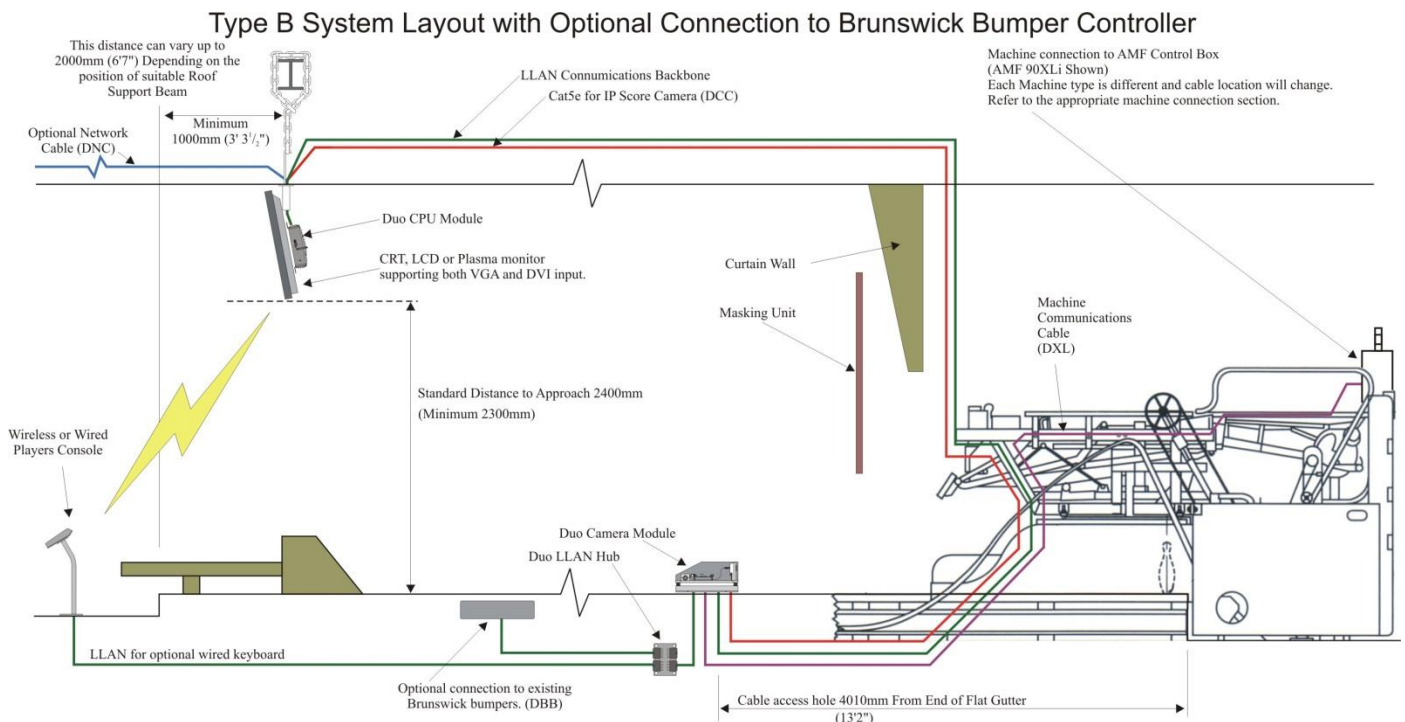 Type B System Layout with Optional Connection to Brunswick Bumper Controller
This distance can vary up to
2000mm (6'7") Depending on the
position of suitable Roof
Support Beam
Minimum
1000mm (3' 3 1/2")
Optional Network
Cable (DNC)
LLAN Connumications Backbone
Cat5e for IP Score Camera (DCC)
Machine connection to AMF Control Box
(AMF 90XLi Shown)
Each Machine type is different and cable location will change.
Refer to the appropriate machine connection section.
Duo CPU Module
CRT, LCD or Plasma monitor
supporting both VGA and DVI input.
Curtain Wall
Masking Unit
Machine
Communications
Cable
(DXL)
Standard Distance to Approach 2400mm
(Minimum 2300mm)
Wireless or Wired
Players Console
Duo Camera Module
Duo LLAN Hub
LLAN for optional wired keyboard
Optional connection to existing
Brunswick bumpers. (DBB)
Cable access hole 4010mm From End of Flat Gutter
(13'2")